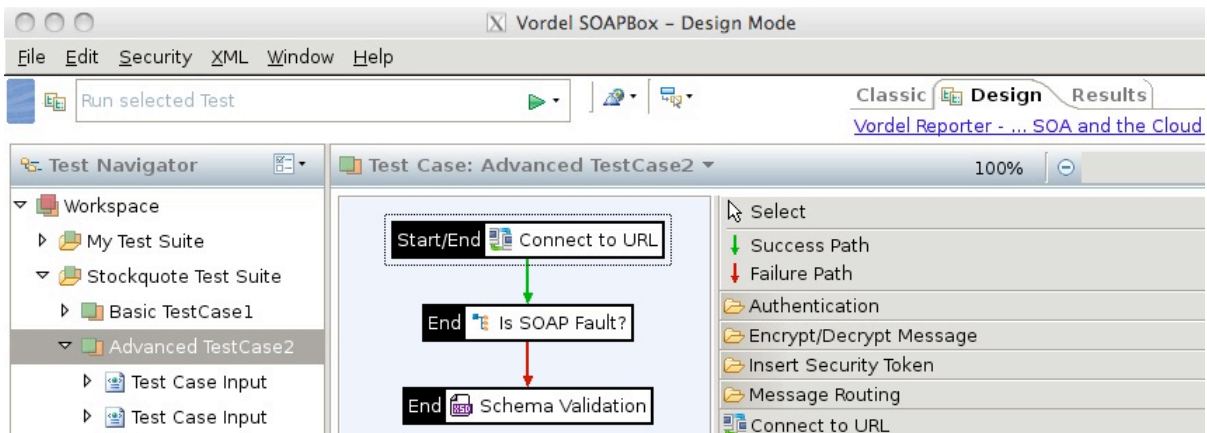 Vordel SOAPBox – Design Mode
File Edit Security XML Window Help
Run selected Test
Classic Design Results
Vordel Reporter - ... SOA and the Cloud
Test Navigator
Test Case: Advanced TestCase2
100%
Workspace
My Test Suite
Stockquote Test Suite
Basic TestCase1
Advanced TestCase2
Test Case Input
Test Case Input
Start/End Connect to URL
End Is SOAP Fault?
End XSD Schema Validation
Select
Success Path
Failure Path
Authentication
Encrypt/Decrypt Message
Insert Security Token
Message Routing
Connect to URL